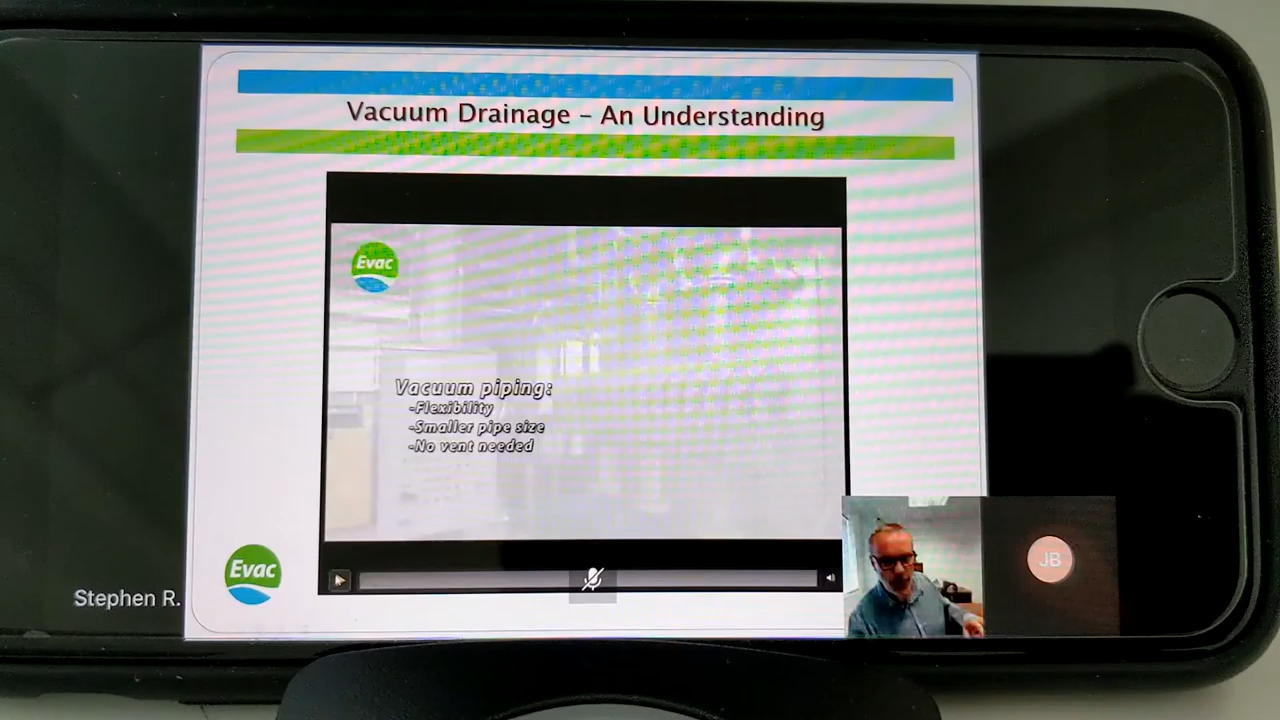 Vacuum Drainage – An Understanding
Evac
Vacuum piping:
-Flexibility
-Smaller pipe size
-No vent needed
Evac
Stephen R.
JB